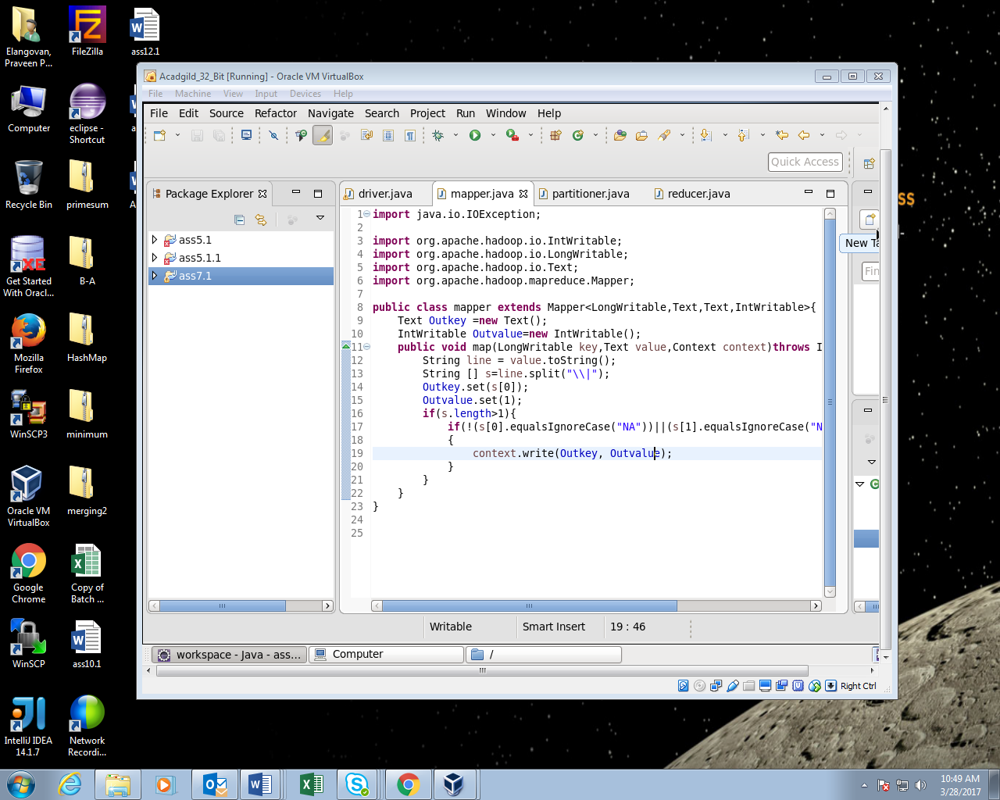 Elangovan,
Praveen P...
FileZilla
ass12.1
Computer
eclipse -
Shortcut
Recycle Bin
primesum
Get Started
With Oracl...
B-A
Mozilla
Firefox
HashMap
WinSCP3
minimum
Oracle VM
VirtualBox
merging2
Google
Chrome
Copy of
Batch ...
WinSCP
ass10.1
IntelliJ IDEA
14.1.7
Network
Recordi...
Acadgild_32_Bit [Running] - Oracle VM VirtualBox
File Machine View Input Devices Help
File Edit Source Refactor Navigate Search Project Run Window Help
Quick Access
Package Explorer
driver.java mapper.java partitioner.java reducer.java
ass5.1
ass5.1.1
ass7.1
1 import java.io.IOException;
2
3 import org.apache.hadoop.io.IntWritable;
4 import org.apache.hadoop.io.LongWritable;
5 import org.apache.hadoop.io.Text;
6 import org.apache.hadoop.mapreduce.Mapper;
7
8 public class mapper extends Mapper<LongWritable,Text,Text,IntWritable>{
9 Text Outkey =new Text();
10 IntWritable Outvalue=new IntWritable();
11 public void map(LongWritable key,Text value,Context context)throws I
12 String line = value.toString();
13 String [] s=line.split("\\|");
14 Outkey.set(s[0]);
15 Outvalue.set(1);
16 if(s.length>1){
17 if(!(s[0].equalsIgnoreCase("NA"))||(s[1].equalsIgnoreCase("N
18 {
19 context.write(Outkey, Outvalue);
20 }
21 }
22 }
23 }
24
25
New Ta
Fin
Writable Smart Insert 19 : 46
workspace - Java - ass... Computer /
Right Ctrl
10:49 AM
3/28/2017